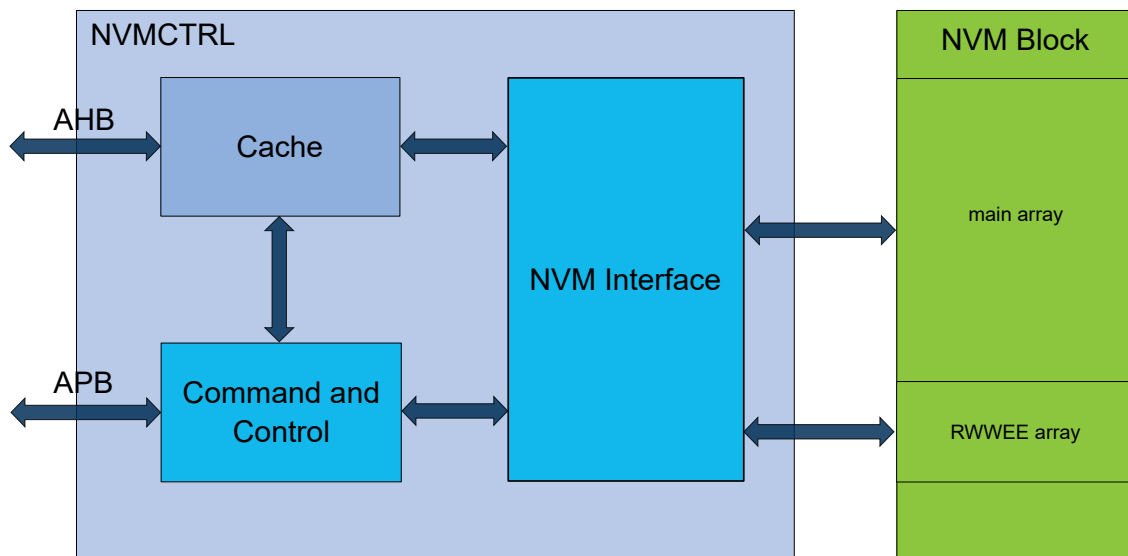 NVMCTRL
NVM Block
AHB
Cache
main array
NVM Interface
APB
Command and
Control
RWWEE array